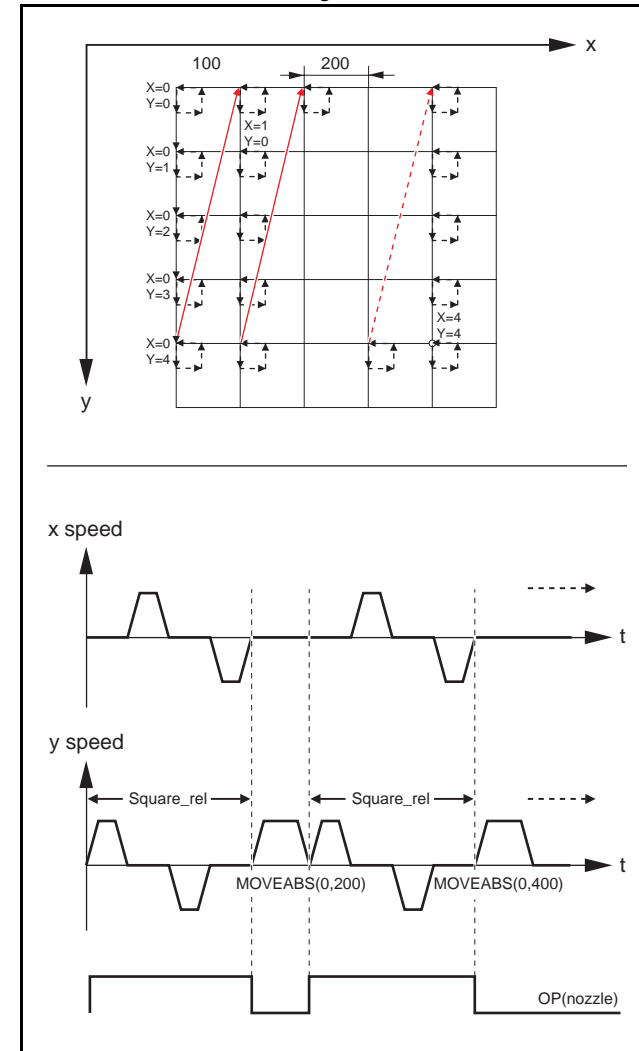 x
100 200
X=0
Y=0
X=1
Y=0
X=0
Y=1
X=0
Y=2
X=0
Y=3
X=4
Y=4
X=0
Y=4
y
x speed
t
y speed
Square_rel Square_rel
t
MOVEABS(0,200) MOVEABS(0,400)
OP(nozzle)